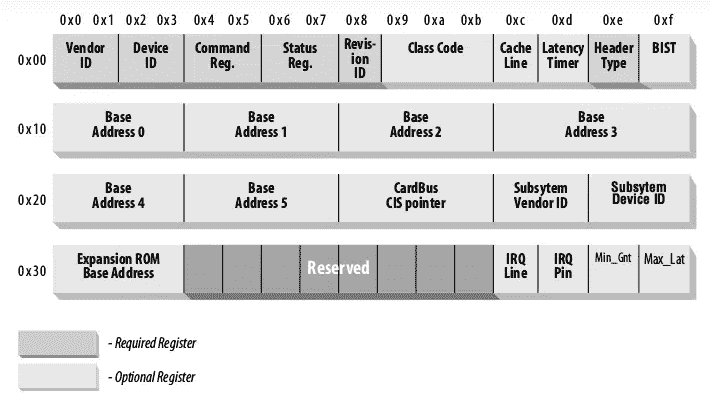 0x0 0x1 0x2 0x3 0x4 0x5 0x6 0x7 0x8 0x9 0xa 0xb 0xc 0xd 0xe 0xf
0x00
Vendor
ID
Device
ID
Command
Reg.
Status
Reg.
Revis-
ion
ID
Class Code
Cache
Line
Latency
Timer
Header
Type
BIST
0x10
Base
Address 0
Base
Address 1
Base
Address 2
Base
Address 3
0x20
Base
Address 4
Base
Address 5
CardBus
CIS pointer
Subsytem
Vendor ID
Subsytem
Device ID
0x30
Expansion ROM
Base Address
Reserved
IRQ
Line
IRQ
Pin
Min_Gnt
Max_Lat
- Required Register
- Optional Register